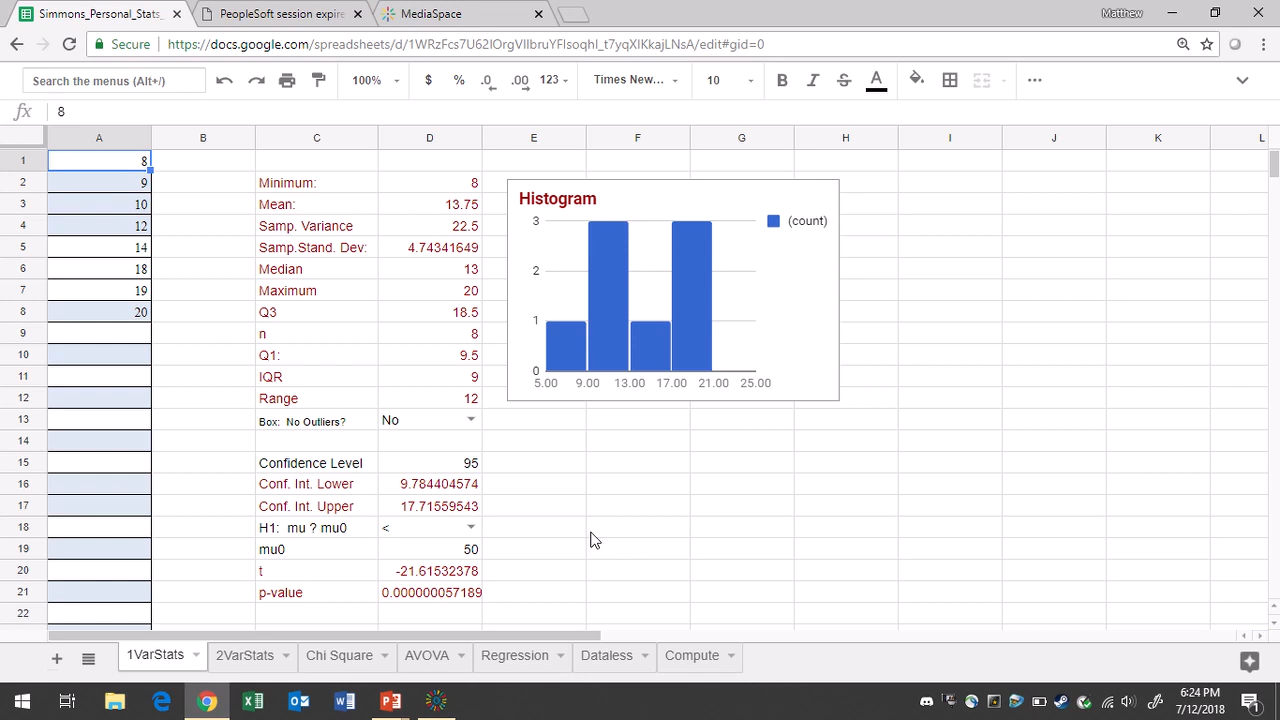 Simmons_Personal_Stats_
PeopleSoft session expire
MediaSpace
Matthew
Secure
https://docs.google.com/spreadsheets/d/1WRzFcs7U62IOrgVIIbruYFIsoqhI_t7yqXIKkajLNsA/edit#gid=0
Search the menus (Alt+/)
100%
$
%
.0
.00
123
Times New...
10
B
I
S
A
fx
8
A B C D E F G H I J K L
1 8
2 9 Minimum: 8
3 10 Mean: 13.75
4 12 Samp. Variance 22.5
5 14 Samp.Stand. Dev: 4.74341649
6 18 Median 13
7 19 Maximum 20
8 20 Q3 18.5
9 n 8
10 Q1: 9.5
11 IQR 9
12 Range 12
13 Box: No Outliers? No
14
15 Confidence Level 95
16 Conf. Int. Lower 9.784404574
17 Conf. Int. Upper 17.71559543
18 H1: mu ? mu0 <
19 mu0 50
20 t -21.61532378
21 p-value 0.000000057189
22
Histogram
3
(count)
2
1
0
5.00 9.00 13.00 17.00 21.00 25.00
1VarStats
2VarStats
Chi Square
AVOVA
Regression
Dataless
Compute
6:24 PM
7/12/2018